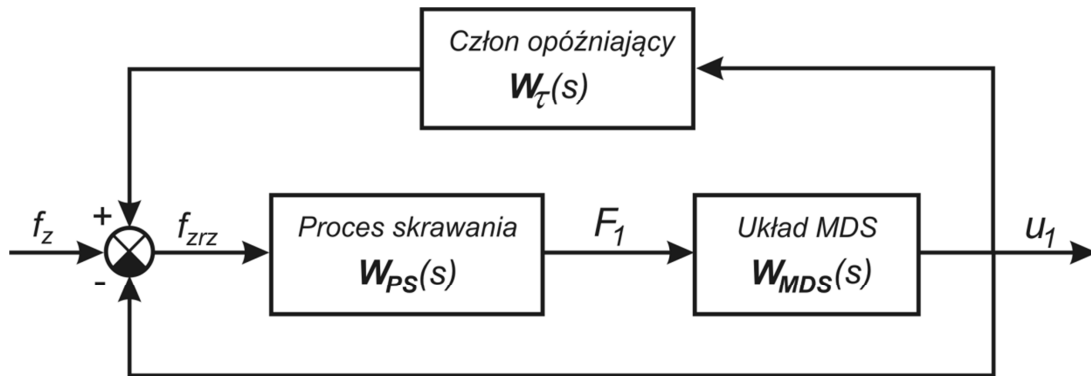 Człon opóźniający
Wτ(s)
fz
+
-
fzrz
Proces skrawania
WPS(s)
F1
Układ MDS
WMDS(s)
u1